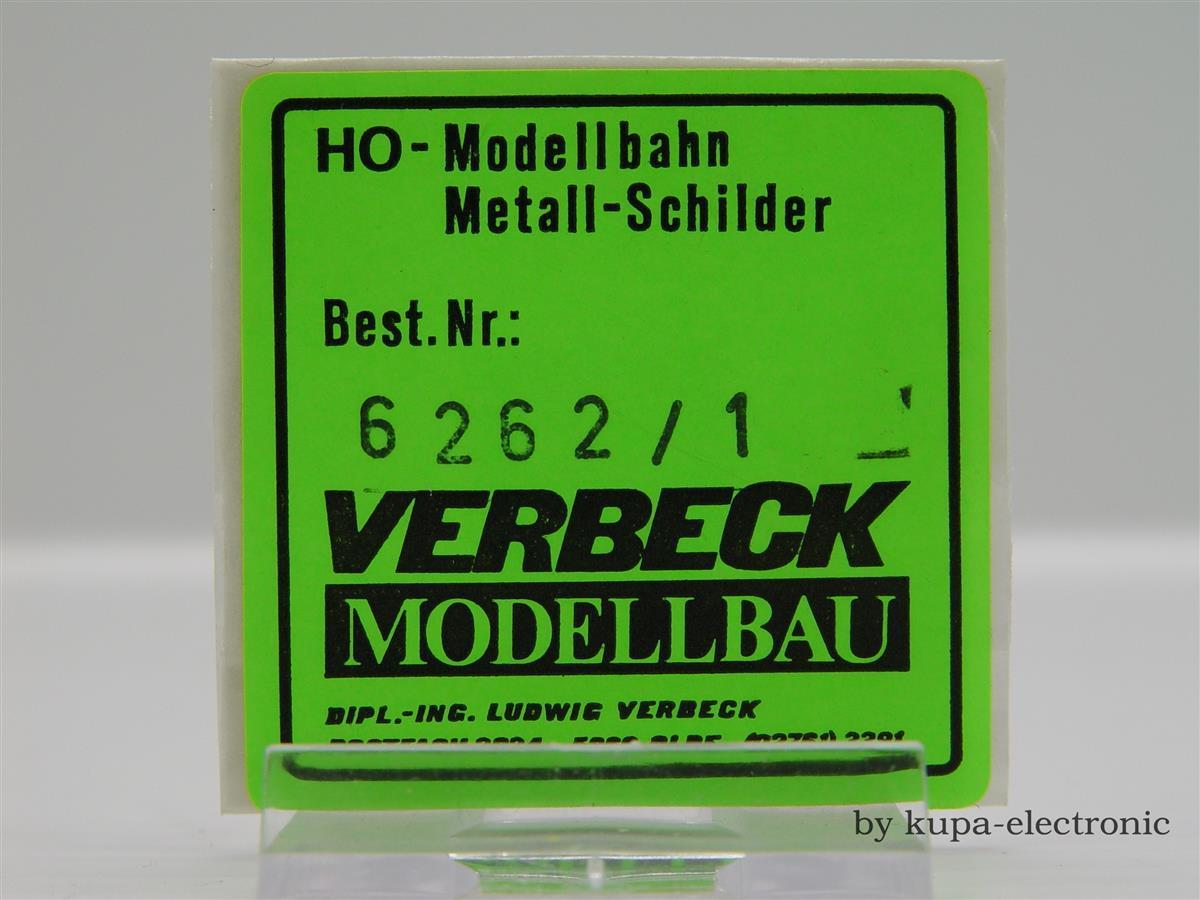 HO-Modellbahn
Metall-Schilder
Best.Nr.:
6262/1
VERBECK
MODELLBAU
DIPL.-ING. LUDWIG VERBECK
by kupa-electronic